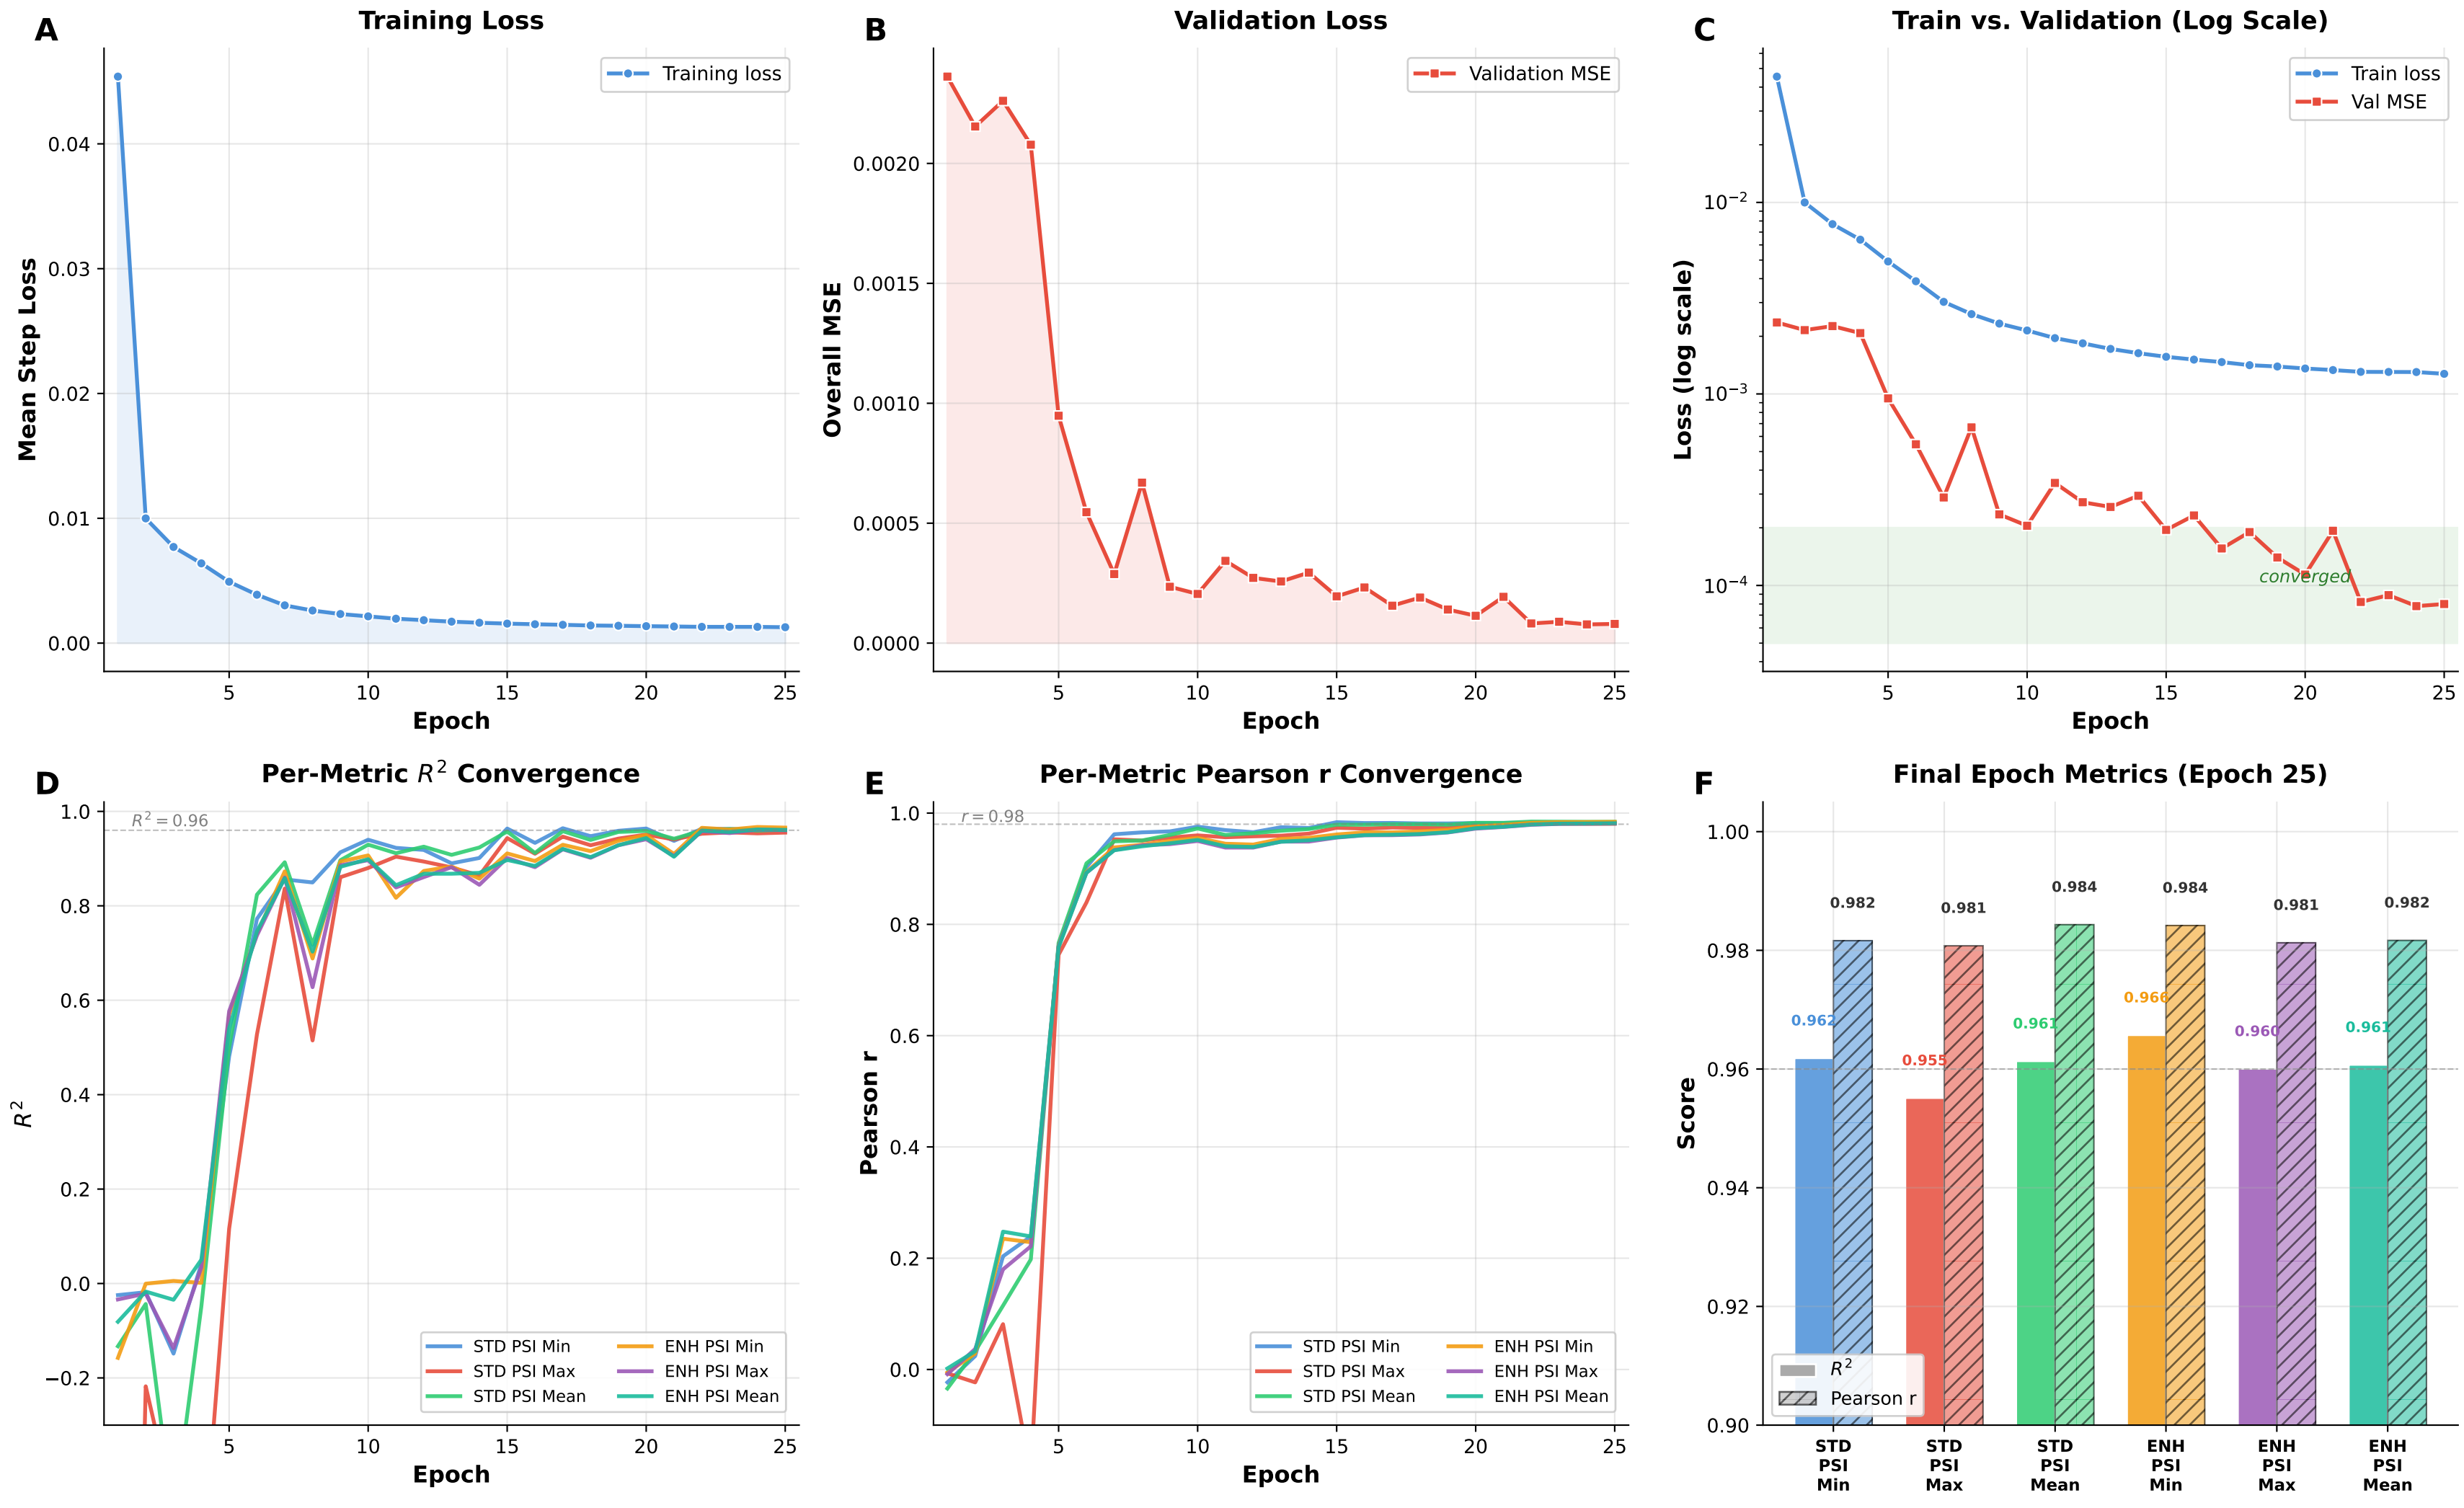 A
Training Loss
Training loss
Mean Step Loss
0.04
0.03
0.02
0.01
0.00
5 10 15 20 25
Epoch
B
Validation Loss
Validation MSE
Overall MSE
0.0020
0.0015
0.0010
0.0005
0.0000
5 10 15 20 25
Epoch
C
Train vs. Validation (Log Scale)
Train loss
Val MSE
Loss (log scale)
10⁻²
10⁻³
10⁻⁴
converged
5 10 15 20 25
Epoch
D
Per-Metric R² Convergence
R² = 0.96
R²
1.0
0.8
0.6
0.4
0.2
0.0
−0.2
STD PSI Min ENH PSI Min
STD PSI Max ENH PSI Max
STD PSI Mean ENH PSI Mean
5 10 15 20 25
Epoch
E
Per-Metric Pearson r Convergence
r = 0.98
Pearson r
1.0
0.8
0.6
0.4
0.2
0.0
STD PSI Min ENH PSI Min
STD PSI Max ENH PSI Max
STD PSI Mean ENH PSI Mean
5 10 15 20 25
Epoch
F
Final Epoch Metrics (Epoch 25)
Score
1.00
0.98
0.96
0.94
0.92
0.90
0.982 0.981 0.984 0.984 0.981 0.982
0.962 0.955 0.961 0.966 0.960 0.961
R²
Pearson r
STD STD STD ENH ENH ENH
PSI PSI PSI PSI PSI PSI
Min Max Mean Min Max Mean